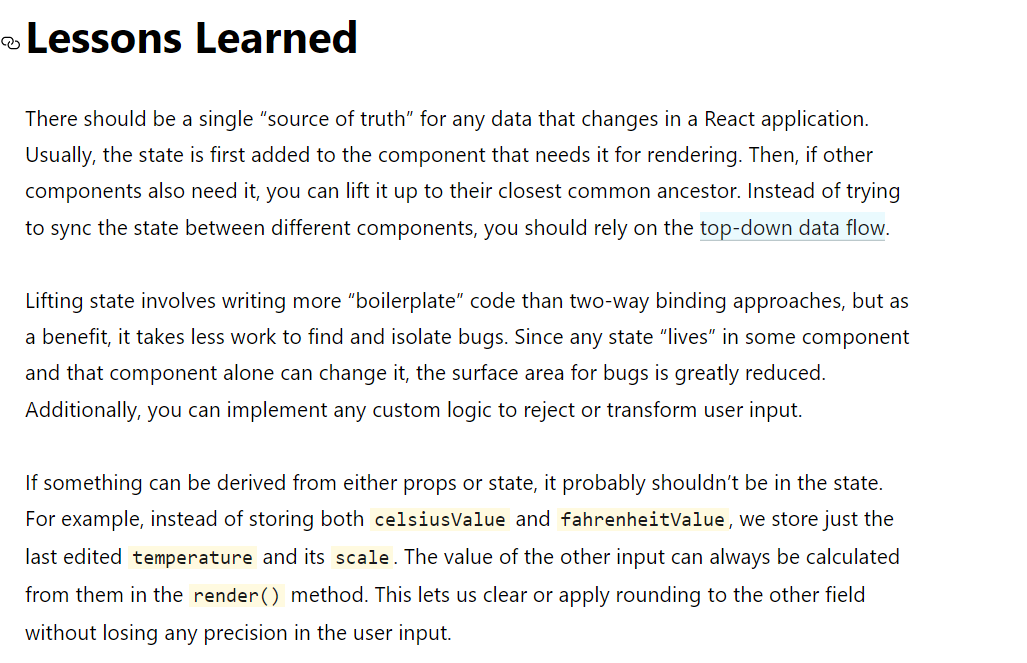 Lessons Learned
There should be a single “source of truth” for any data that changes in a React application.
Usually, the state is first added to the component that needs it for rendering. Then, if other
components also need it, you can lift it up to their closest common ancestor. Instead of trying
to sync the state between different components, you should rely on the top-down data flow.
Lifting state involves writing more “boilerplate” code than two-way binding approaches, but as
a benefit, it takes less work to find and isolate bugs. Since any state “lives” in some component
and that component alone can change it, the surface area for bugs is greatly reduced.
Additionally, you can implement any custom logic to reject or transform user input.
If something can be derived from either props or state, it probably shouldn’t be in the state.
For example, instead of storing both celsiusValue and fahrenheitValue, we store just the
last edited temperature and its scale. The value of the other input can always be calculated
from them in the render() method. This lets us clear or apply rounding to the other field
without losing any precision in the user input.